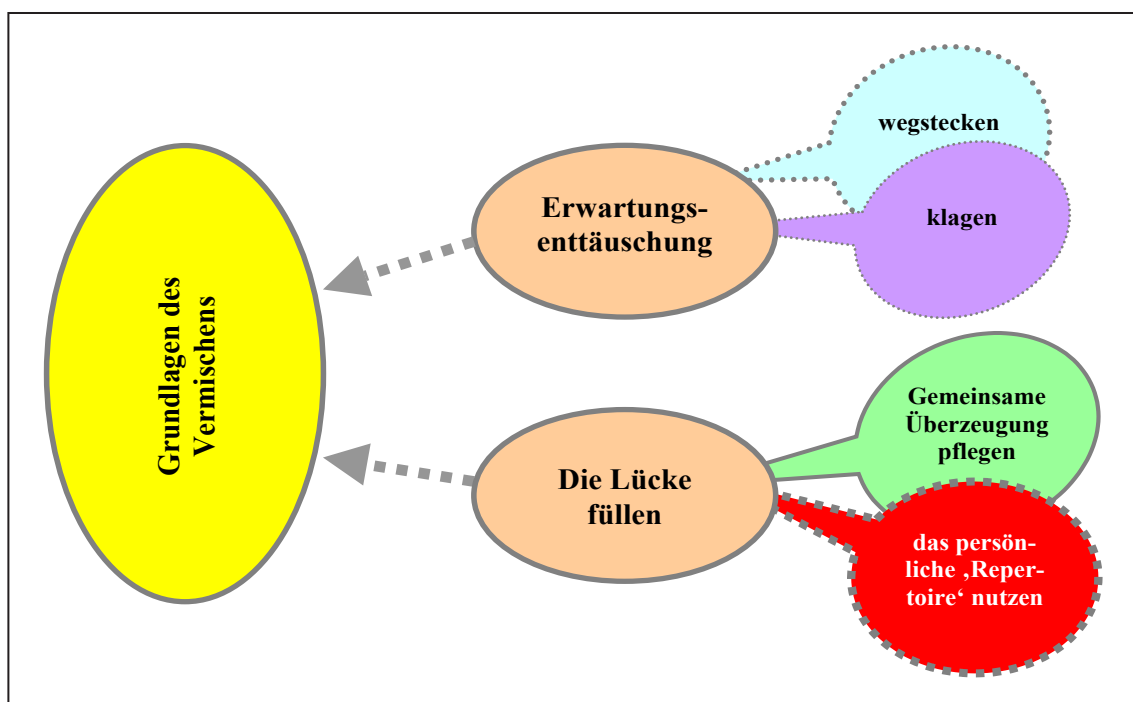 Grundlagen des
Vermischens
Erwartungs-
enttäuschung
wegstecken
klagen
Die Lücke
füllen
Gemeinsame
Überzeugung
pflegen
das persön-
liche ‚Reper-
toire‘ nutzen